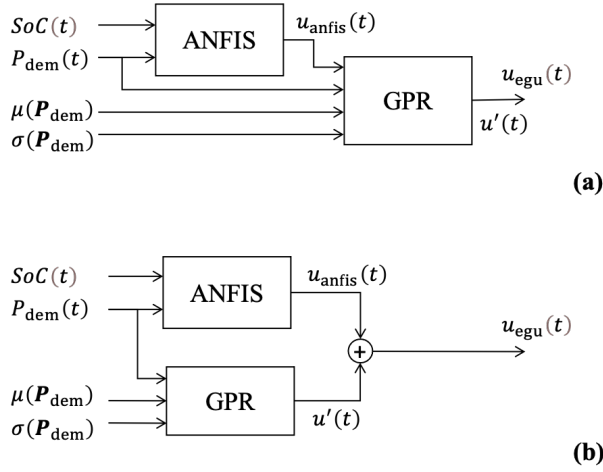 SoC(t)
ANFIS
u_anfis(t)
P_dem(t)
u_egu(t)
GPR
μ(𝑷_dem)
u′(t)
σ(𝑷_dem)
(a)
SoC(t)
u_anfis(t)
ANFIS
P_dem(t)
u_egu(t)
+
μ(𝑷_dem)
GPR
u′(t)
σ(𝑷_dem)
(b)